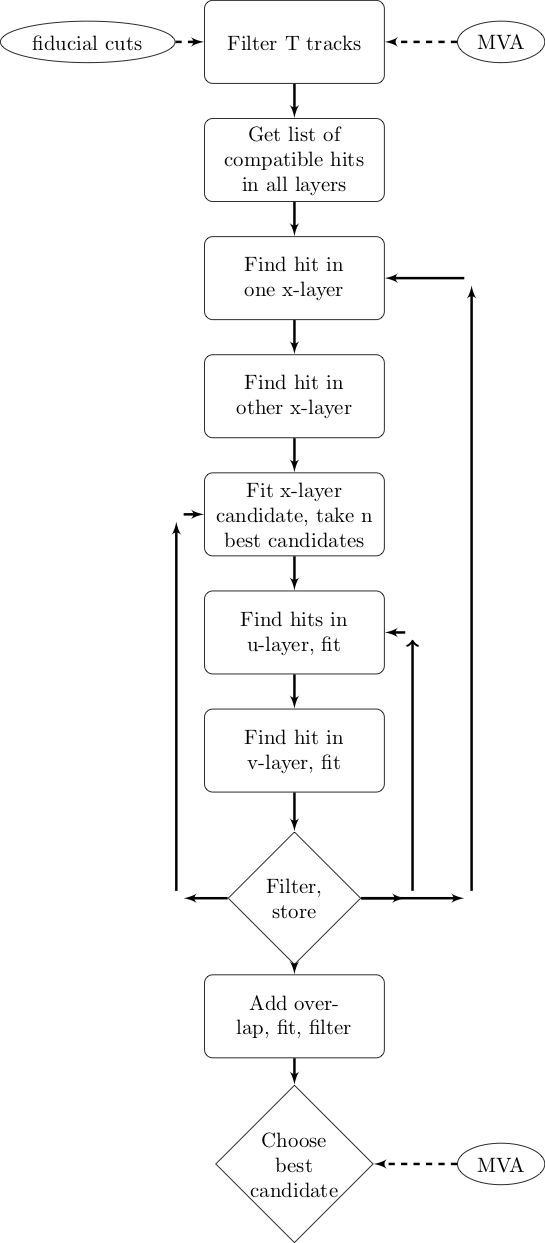 fiducial cuts
Filter T tracks
MVA
Get list of
compatible hits
in all layers
Find hit in
one x-layer
Find hit in
other x-layer
Fit x-layer
candidate, take n
best candidates
Find hits in
u-layer, fit
Find hit in
v-layer, fit
Filter,
store
Add over-
lap, fit, filter
Choose
best
candidate
MVA